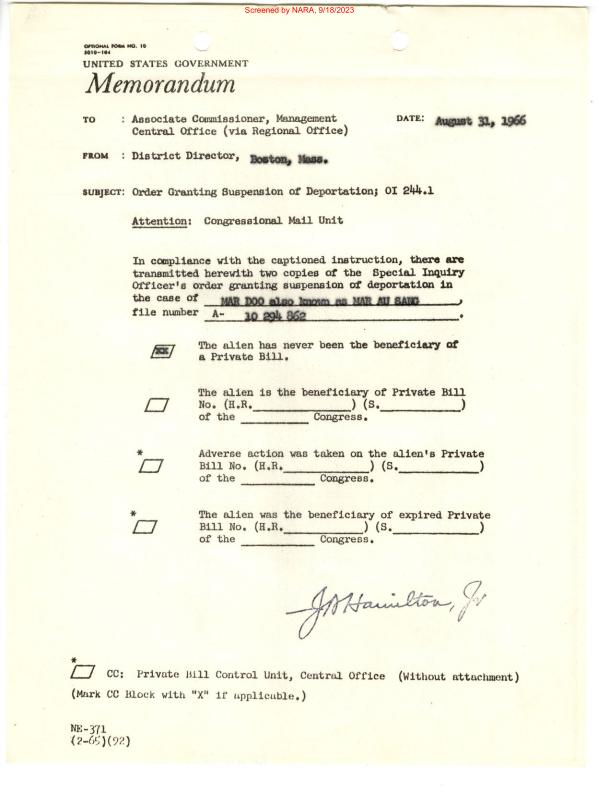 Screened by NARA, 9/18/2023
OPTIONAL FORM NO. 10
5010-104
UNITED STATES GOVERNMENT
Memorandum
TO : Associate Commissioner, Management DATE: August 31, 1966
Central Office (via Regional Office)
FROM : District Director, Boston, Mass.
SUBJECT: Order Granting Suspension of Deportation; OI 244.1
Attention: Congressional Mail Unit
In compliance with the captioned instruction, there are
transmitted herewith two copies of the Special Inquiry
Officer's order granting suspension of deportation in
the case of MAR DOO also known as MAR AU SANG,
file number A- 10 294 862.
XX The alien has never been the beneficiary of
a Private Bill.
The alien is the beneficiary of Private Bill
No. (H.R.______________) (S.____________)
of the __________ Congress.
* Adverse action was taken on the alien's Private
Bill No. (H.R.____________) (S.____________)
of the ___________ Congress.
* The alien was the beneficiary of expired Private
Bill No. (H.R.____________) (S.____________)
of the ___________ Congress.
J A Hamilton, Jr
*
CC: Private Bill Control Unit, Central Office (Without attachment)
(Mark CC Block with "X" if applicable.)
NE-371
(2-65)(92)